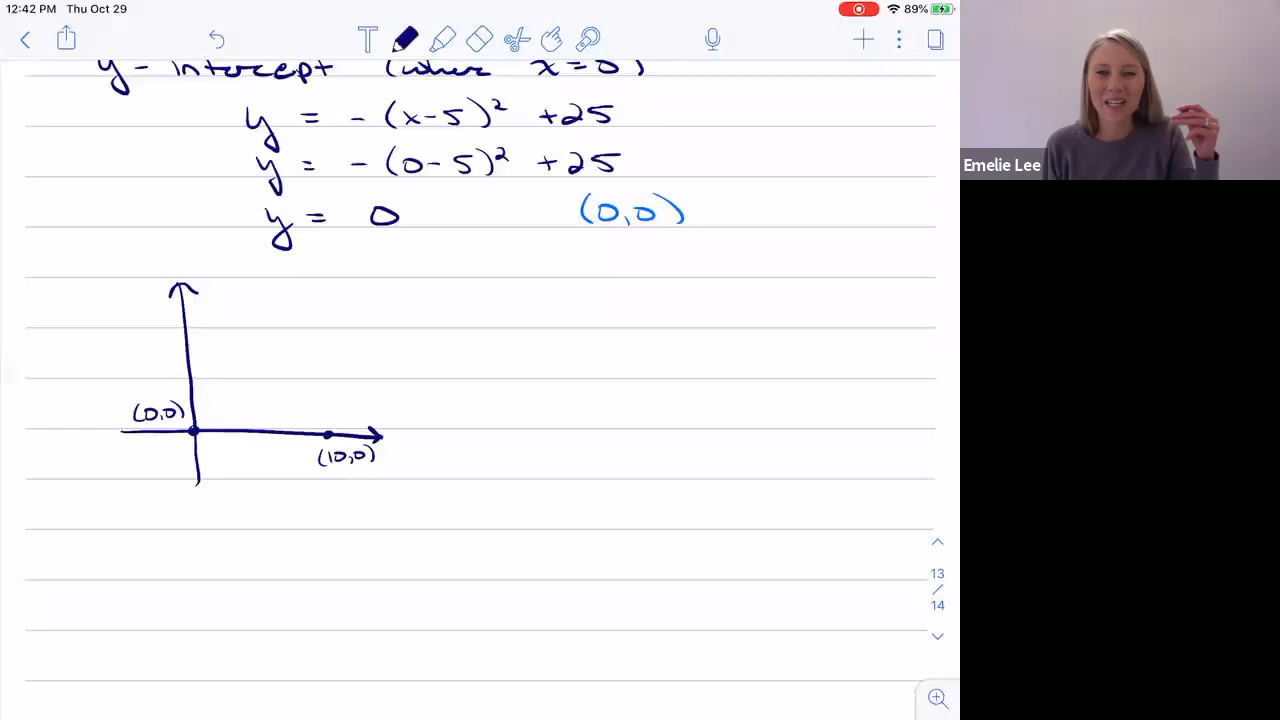 12:42 PM Thu Oct 29
89%
y-intercept (where x=0)
y = -(x-5)² +25
y = -(0-5)² +25
y = 0 (0,0)
(0,0)
(10,0)
13
/
14
Emelie Lee